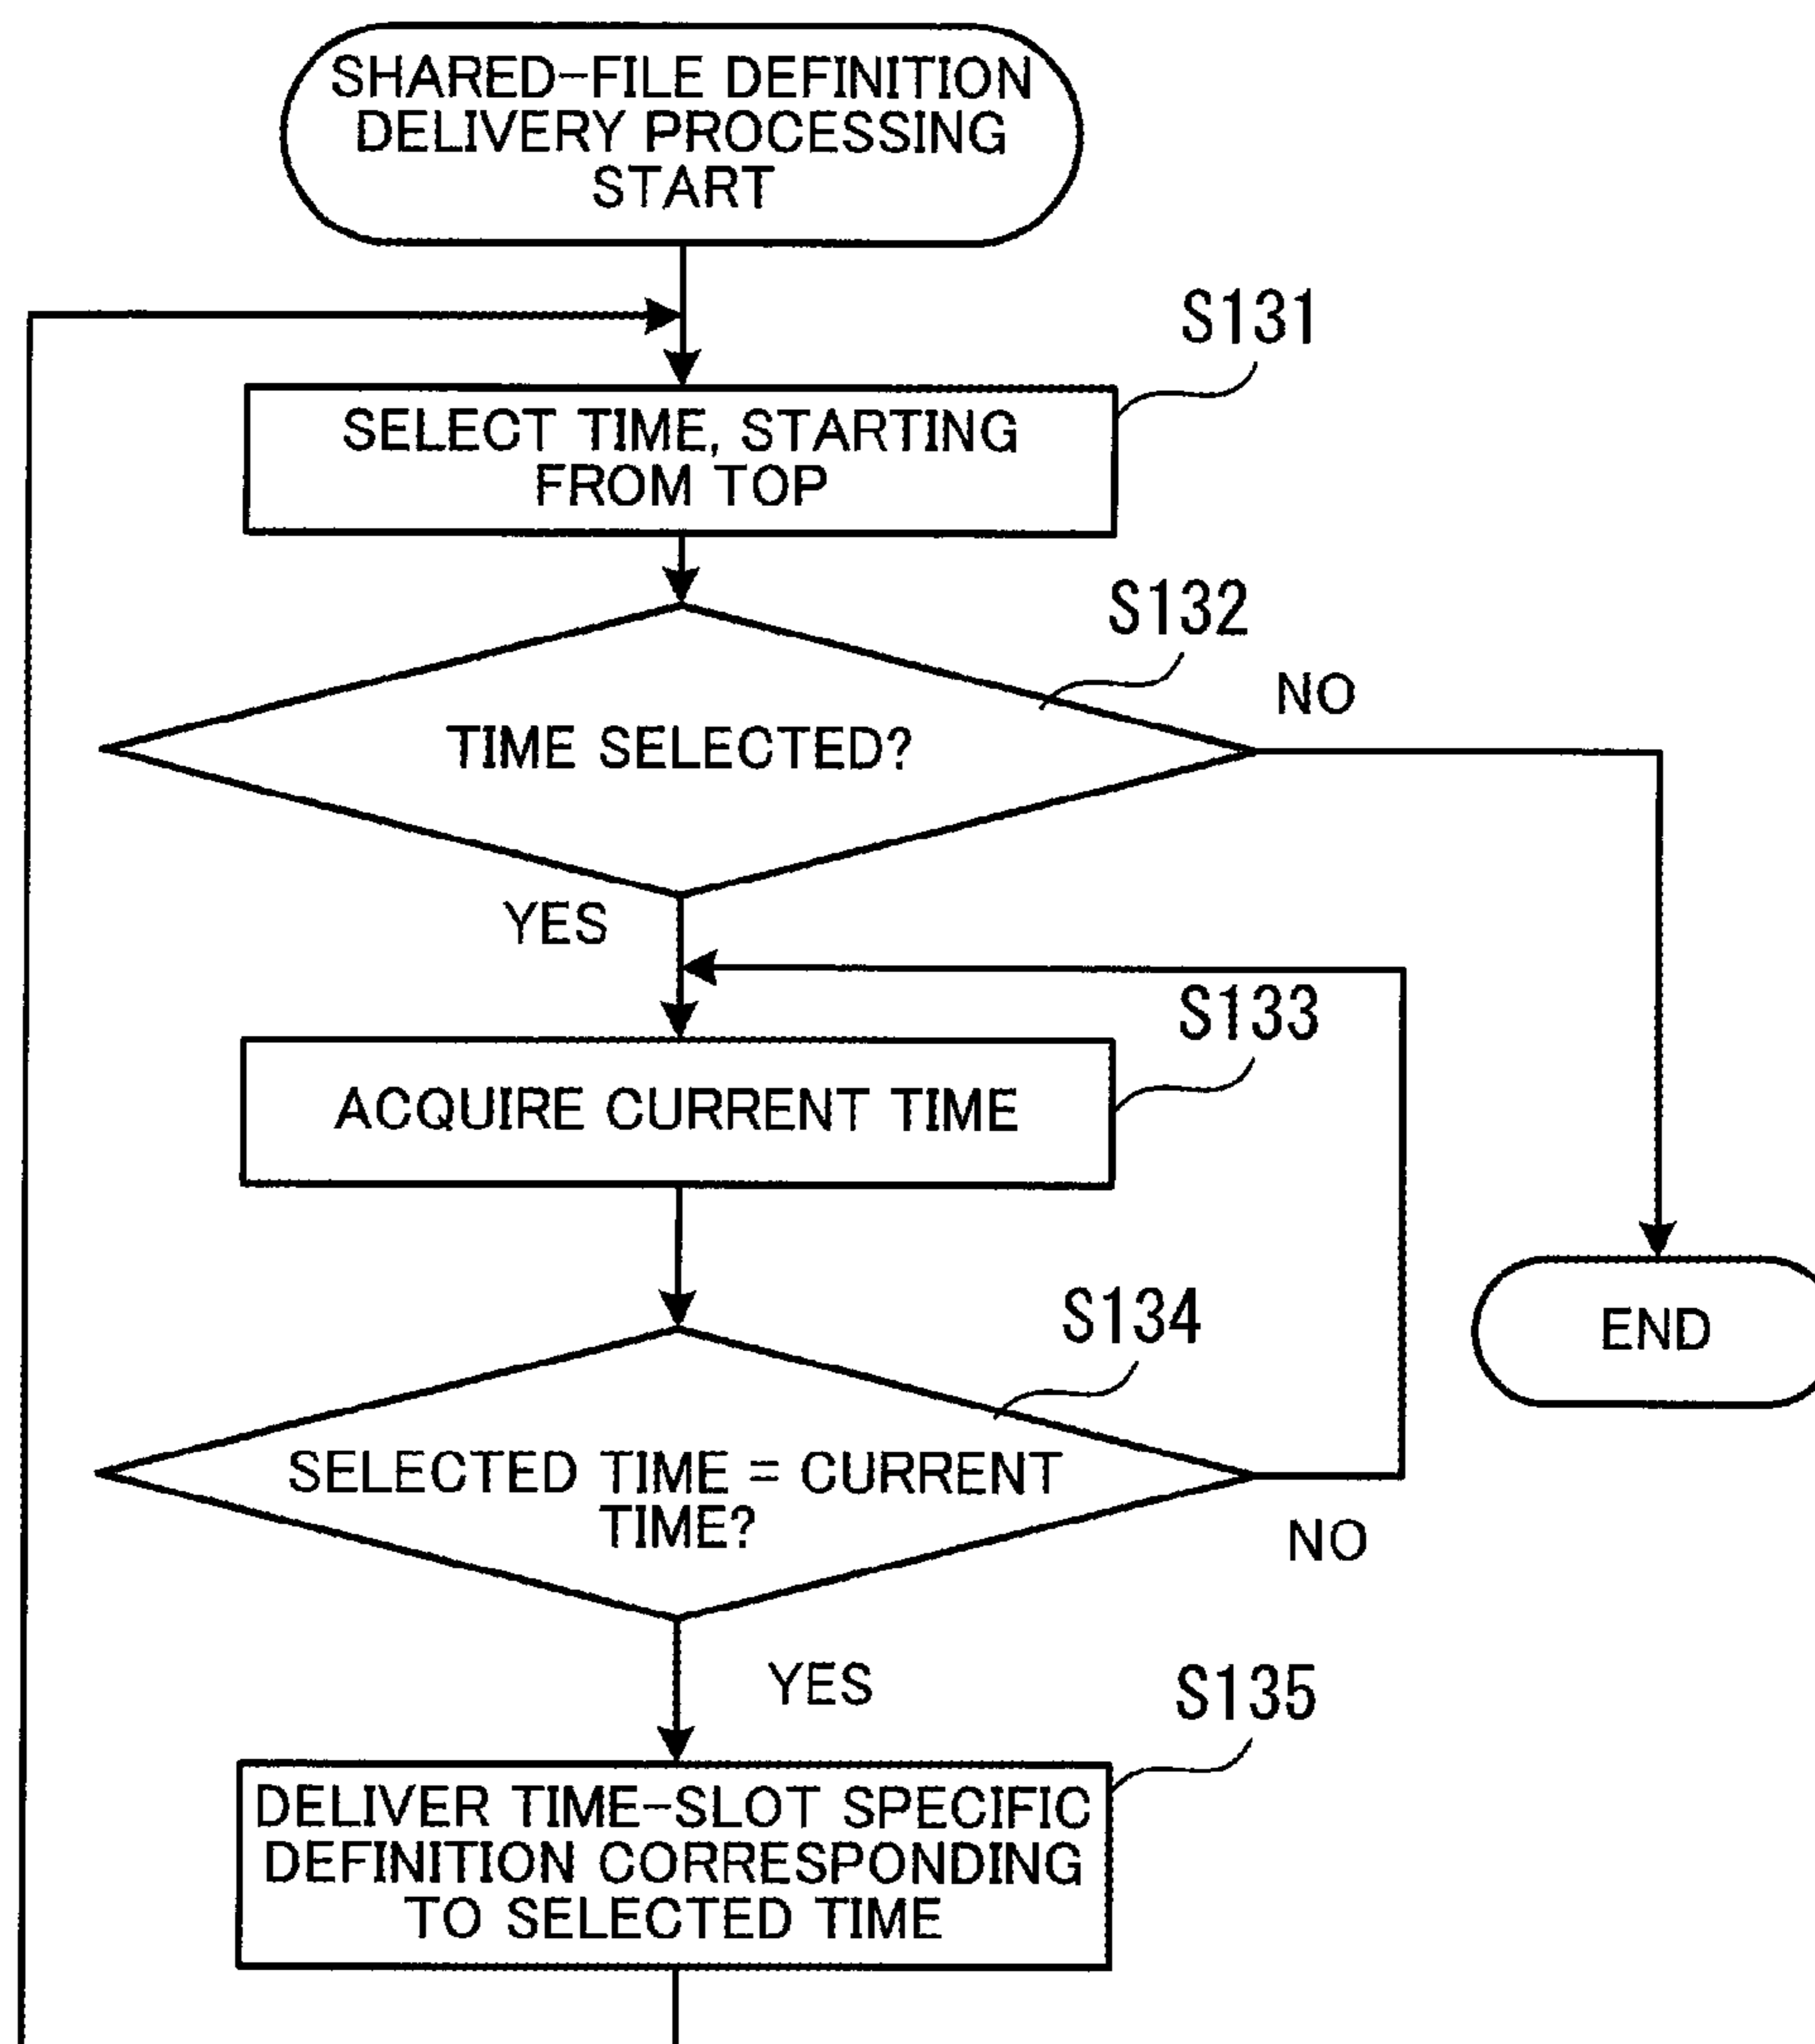 SHARED-FILE DEFINITION
DELIVERY PROCESSING
START
S131
SELECT TIME, STARTING
FROM TOP
S132
NO
TIME SELECTED?
YES
S133
ACQUIRE CURRENT TIME
S134
END
SELECTED TIME = CURRENT
TIME?
NO
YES
S135
DELIVER TIME-SLOT SPECIFIC
DEFINITION CORRESPONDING
TO SELECTED TIME